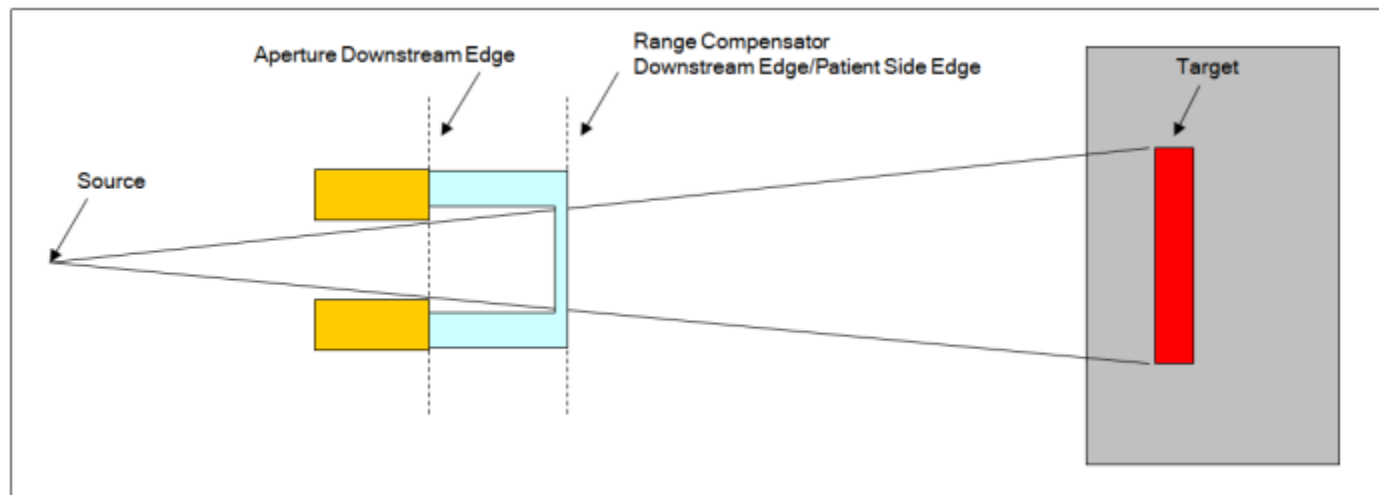 Aperture Downstream Edge
Range Compensator
Downstream Edge/Patient Side Edge
Target
Source